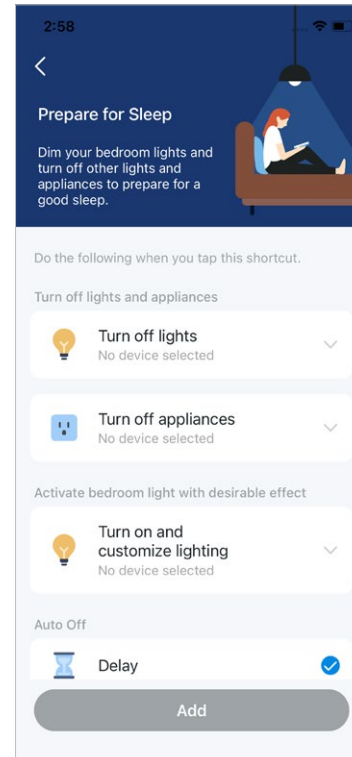 2:58
Prepare for Sleep
Dim your bedroom lights and
turn off other lights and
appliances to prepare for a
good sleep.
Do the following when you tap this shortcut.
Turn off lights and appliances
Turn off lights
No device selected
Turn off appliances
No device selected
Activate bedroom light with desirable effect
Turn on and
customize lighting
No device selected
Auto Off
Delay
Add